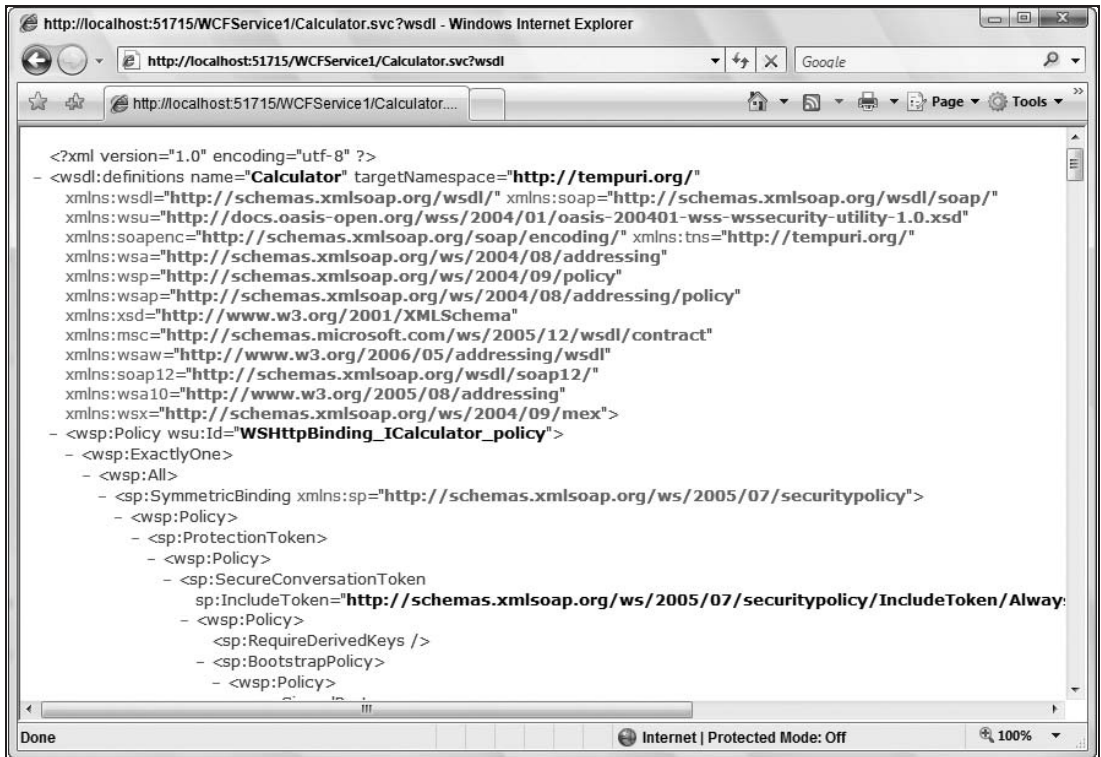 http://localhost:51715/WCFService1/Calculator.svc?wsdl - Windows Internet Explorer
http://localhost:51715/WCFService1/Calculator.svc?wsdl
Google
http://localhost:51715/WCFService1/Calculator....
Page
Tools
<?xml version="1.0" encoding="utf-8" ?>
- <wsdl:definitions name="Calculator" targetNamespace="http://tempuri.org/"
xmlns:wsdl="http://schemas.xmlsoap.org/wsdl/" xmlns:soap="http://schemas.xmlsoap.org/wsdl/soap/"
xmlns:wsu="http://docs.oasis-open.org/wss/2004/01/oasis-200401-wss-wssecurity-utility-1.0.xsd"
xmlns:soapenc="http://schemas.xmlsoap.org/soap/encoding/" xmlns:tns="http://tempuri.org/"
xmlns:wsa="http://schemas.xmlsoap.org/ws/2004/08/addressing"
xmlns:wsp="http://schemas.xmlsoap.org/ws/2004/09/policy"
xmlns:wsap="http://schemas.xmlsoap.org/ws/2004/08/addressing/policy"
xmlns:xsd="http://www.w3.org/2001/XMLSchema"
xmlns:msc="http://schemas.microsoft.com/ws/2005/12/wsdl/contract"
xmlns:wsaw="http://www.w3.org/2006/05/addressing/wsdl"
xmlns:soap12="http://schemas.xmlsoap.org/wsdl/soap12/"
xmlns:wsa10="http://www.w3.org/2005/08/addressing"
xmlns:wsx="http://schemas.xmlsoap.org/ws/2004/09/mex">
- <wsp:Policy wsu:Id="WSHttpBinding_ICalculator_policy">
- <wsp:ExactlyOne>
- <wsp:All>
- <sp:SymmetricBinding xmlns:sp="http://schemas.xmlsoap.org/ws/2005/07/securitypolicy">
- <wsp:Policy>
- <sp:ProtectionToken>
- <wsp:Policy>
- <sp:SecureConversationToken
sp:IncludeToken="http://schemas.xmlsoap.org/ws/2005/07/securitypolicy/IncludeToken/Always
- <wsp:Policy>
<sp:RequireDerivedKeys />
- <sp:BootstrapPolicy>
- <wsp:Policy>
Done
Internet | Protected Mode: Off
100%